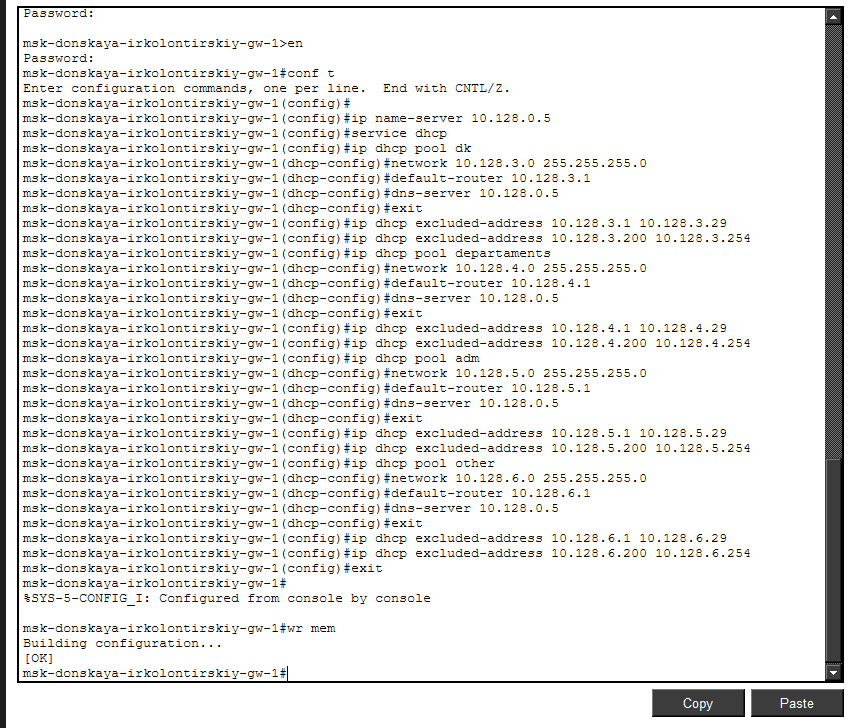 Password:
msk-donskaya-irkolontirskiy-gw-1>en
Password:
msk-donskaya-irkolontirskiy-gw-1#conf t
Enter configuration commands, one per line.  End with CNTL/Z.
msk-donskaya-irkolontirskiy-gw-1(config)#
msk-donskaya-irkolontirskiy-gw-1(config)#ip name-server 10.128.0.5
msk-donskaya-irkolontirskiy-gw-1(config)#service dhcp
msk-donskaya-irkolontirskiy-gw-1(config)#ip dhcp pool dk
msk-donskaya-irkolontirskiy-gw-1(dhcp-config)#network 10.128.3.0 255.255.255.0
msk-donskaya-irkolontirskiy-gw-1(dhcp-config)#default-router 10.128.3.1
msk-donskaya-irkolontirskiy-gw-1(dhcp-config)#dns-server 10.128.0.5
msk-donskaya-irkolontirskiy-gw-1(dhcp-config)#exit
msk-donskaya-irkolontirskiy-gw-1(config)#ip dhcp excluded-address 10.128.3.1 10.128.3.29
msk-donskaya-irkolontirskiy-gw-1(config)#ip dhcp excluded-address 10.128.3.200 10.128.3.254
msk-donskaya-irkolontirskiy-gw-1(config)#ip dhcp pool departaments
msk-donskaya-irkolontirskiy-gw-1(dhcp-config)#network 10.128.4.0 255.255.255.0
msk-donskaya-irkolontirskiy-gw-1(dhcp-config)#default-router 10.128.4.1
msk-donskaya-irkolontirskiy-gw-1(dhcp-config)#dns-server 10.128.0.5
msk-donskaya-irkolontirskiy-gw-1(dhcp-config)#exit
msk-donskaya-irkolontirskiy-gw-1(config)#ip dhcp excluded-address 10.128.4.1 10.128.4.29
msk-donskaya-irkolontirskiy-gw-1(config)#ip dhcp excluded-address 10.128.4.200 10.128.4.254
msk-donskaya-irkolontirskiy-gw-1(config)#ip dhcp pool adm
msk-donskaya-irkolontirskiy-gw-1(dhcp-config)#network 10.128.5.0 255.255.255.0
msk-donskaya-irkolontirskiy-gw-1(dhcp-config)#default-router 10.128.5.1
msk-donskaya-irkolontirskiy-gw-1(dhcp-config)#dns-server 10.128.0.5
msk-donskaya-irkolontirskiy-gw-1(dhcp-config)#exit
msk-donskaya-irkolontirskiy-gw-1(config)#ip dhcp excluded-address 10.128.5.1 10.128.5.29
msk-donskaya-irkolontirskiy-gw-1(config)#ip dhcp excluded-address 10.128.5.200 10.128.5.254
msk-donskaya-irkolontirskiy-gw-1(config)#ip dhcp pool other
msk-donskaya-irkolontirskiy-gw-1(dhcp-config)#network 10.128.6.0 255.255.255.0
msk-donskaya-irkolontirskiy-gw-1(dhcp-config)#default-router 10.128.6.1
msk-donskaya-irkolontirskiy-gw-1(dhcp-config)#dns-server 10.128.0.5
msk-donskaya-irkolontirskiy-gw-1(dhcp-config)#exit
msk-donskaya-irkolontirskiy-gw-1(config)#ip dhcp excluded-address 10.128.6.1 10.128.6.29
msk-donskaya-irkolontirskiy-gw-1(config)#ip dhcp excluded-address 10.128.6.200 10.128.6.254
msk-donskaya-irkolontirskiy-gw-1(config)#exit
msk-donskaya-irkolontirskiy-gw-1#
%SYS-5-CONFIG_I: Configured from console by console
msk-donskaya-irkolontirskiy-gw-1#wr mem
Building configuration...
[OK]
msk-donskaya-irkolontirskiy-gw-1#
Copy
Paste